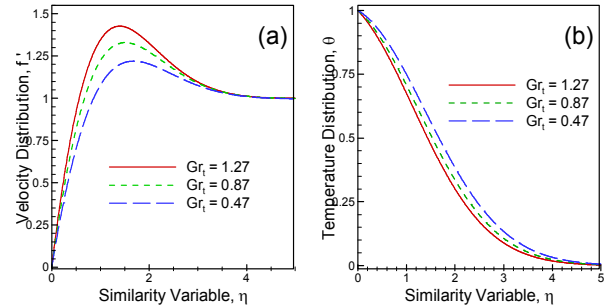 (a)
Velocity Distribution, f'
1.5
1.25
1
0.75
0.5
0.25
0
Gr_t = 1.27
Gr_t = 0.87
Gr_t = 0.47
0 2 4
Similarity Variable, η
(b)
Temperature Distribution, θ
1
0.75
0.5
0.25
0
Gr_t = 1.27
Gr_t = 0.87
Gr_t = 0.47
0 1 2 3 4 5
Similarity Variable, η